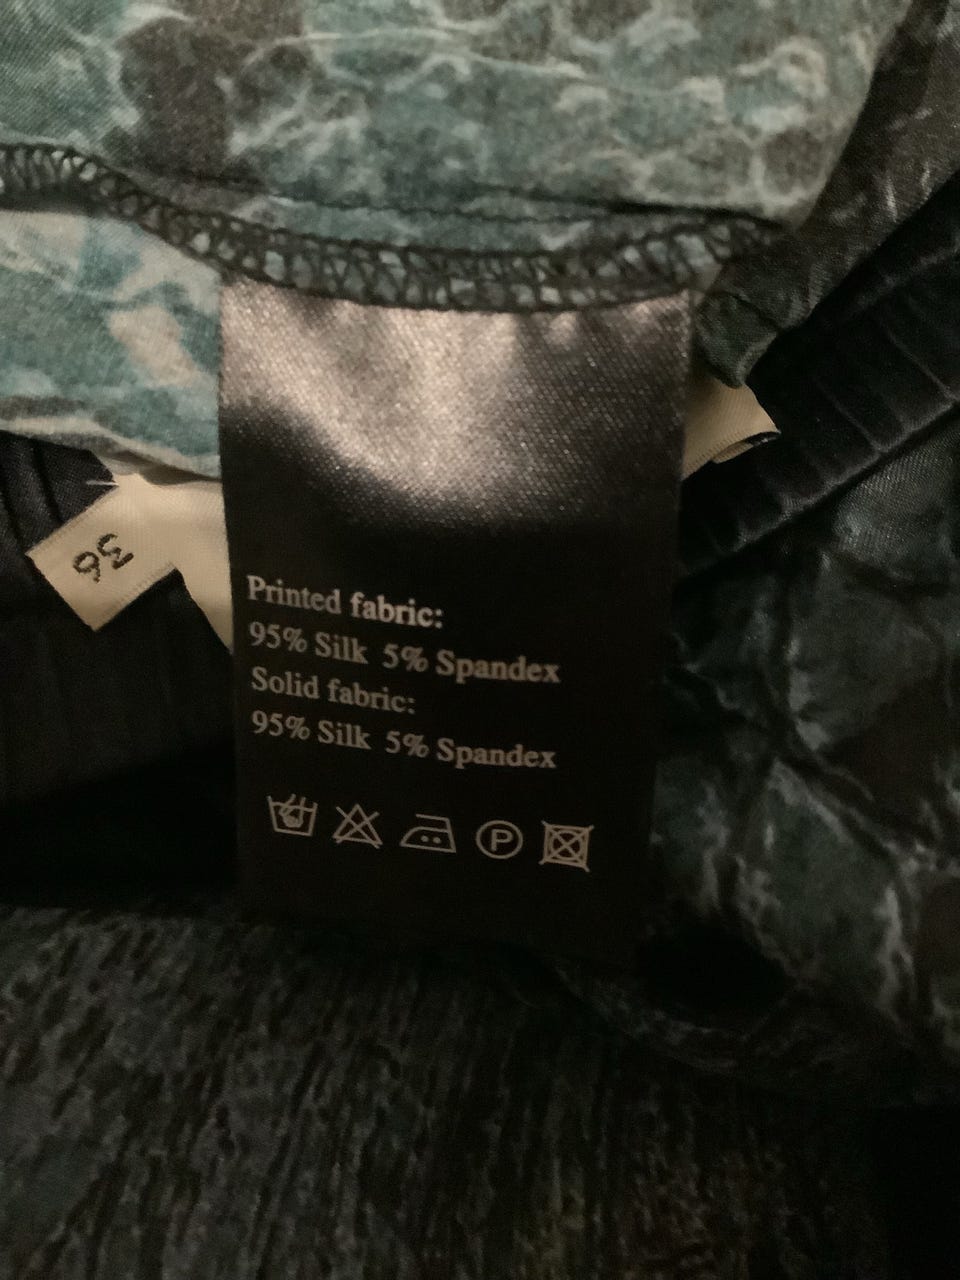 36
Printed fabric:
95% Silk 5% Spandex
Solid fabric:
95% Silk 5% Spandex
P